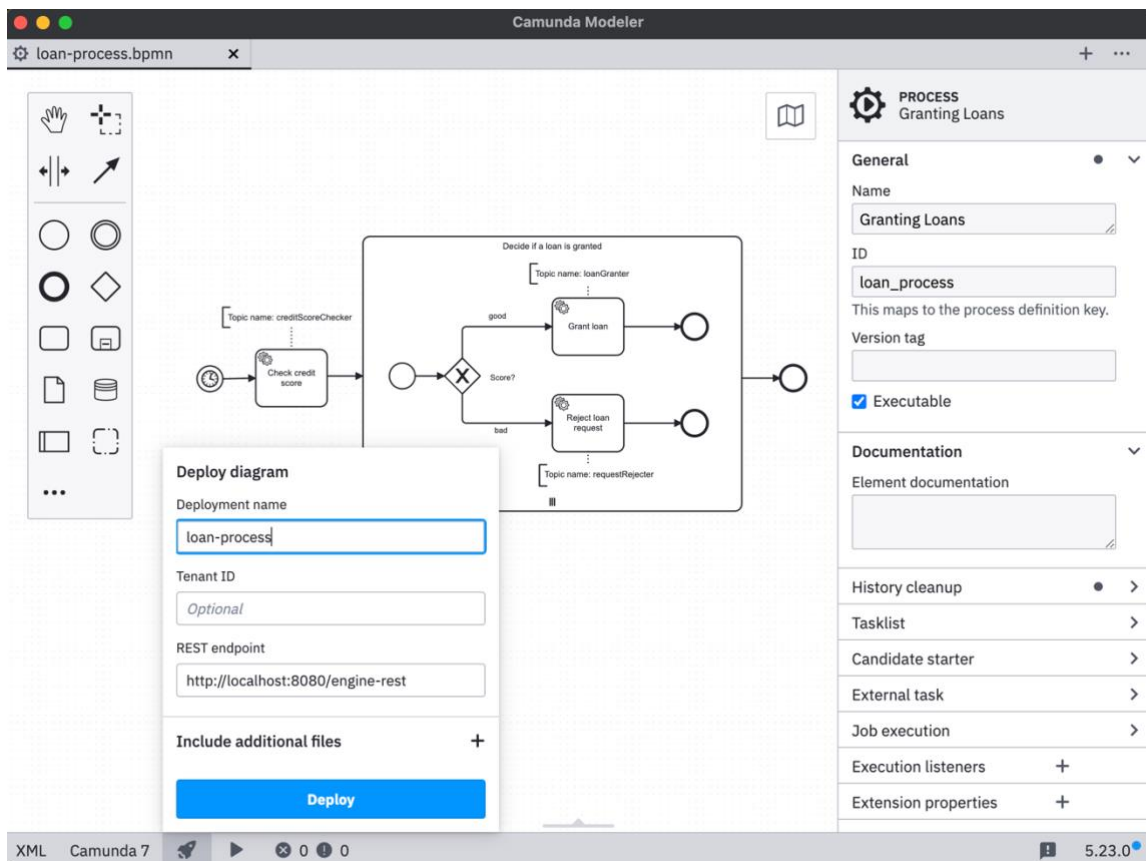 Camunda Modeler
loan-process.bpmn
PROCESS
Granting Loans
General
Name
Granting Loans
ID
loan_process
This maps to the process definition key.
Version tag
Executable
Documentation
Element documentation
History cleanup
Tasklist
Candidate starter
External task
Job execution
Execution listeners
Extension properties
Decide if a loan is granted
Topic name: loanGranter
good
Grant loan
Topic name: creditScoreChecker
Check credit
score
Score?
Reject loan
request
bad
Topic name: requestRejecter
Deploy diagram
Deployment name
loan-process
Tenant ID
Optional
REST endpoint
http://localhost:8080/engine-rest
Include additional files
Deploy
XML Camunda 7 0 0 5.23.0